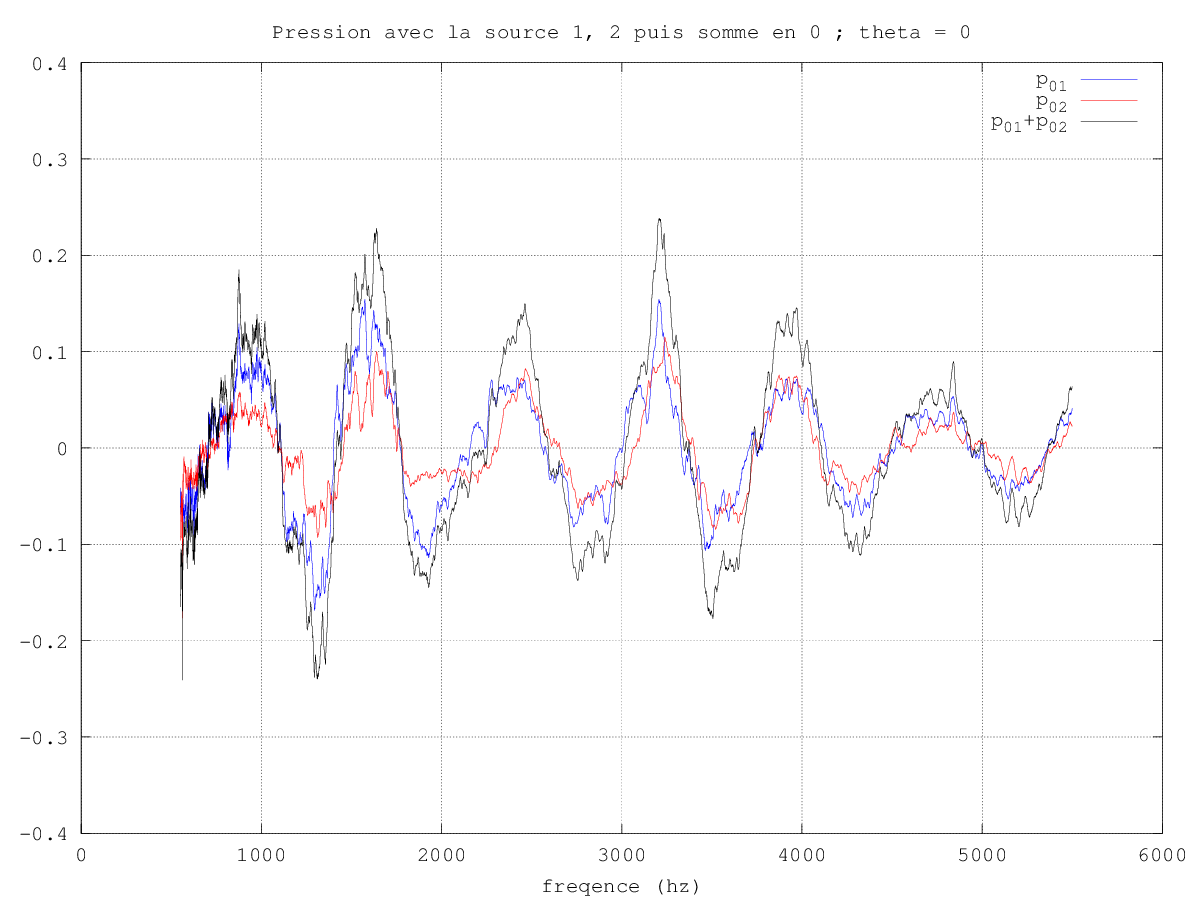 Pression avec la source 1, 2 puis somme en 0 ; theta = 0
0.4
0.3
0.2
0.1
0
-0.1
-0.2
-0.3
-0.4
p01
p02
p01+p02
0 1000 2000 3000 4000 5000 6000
freqence (hz)